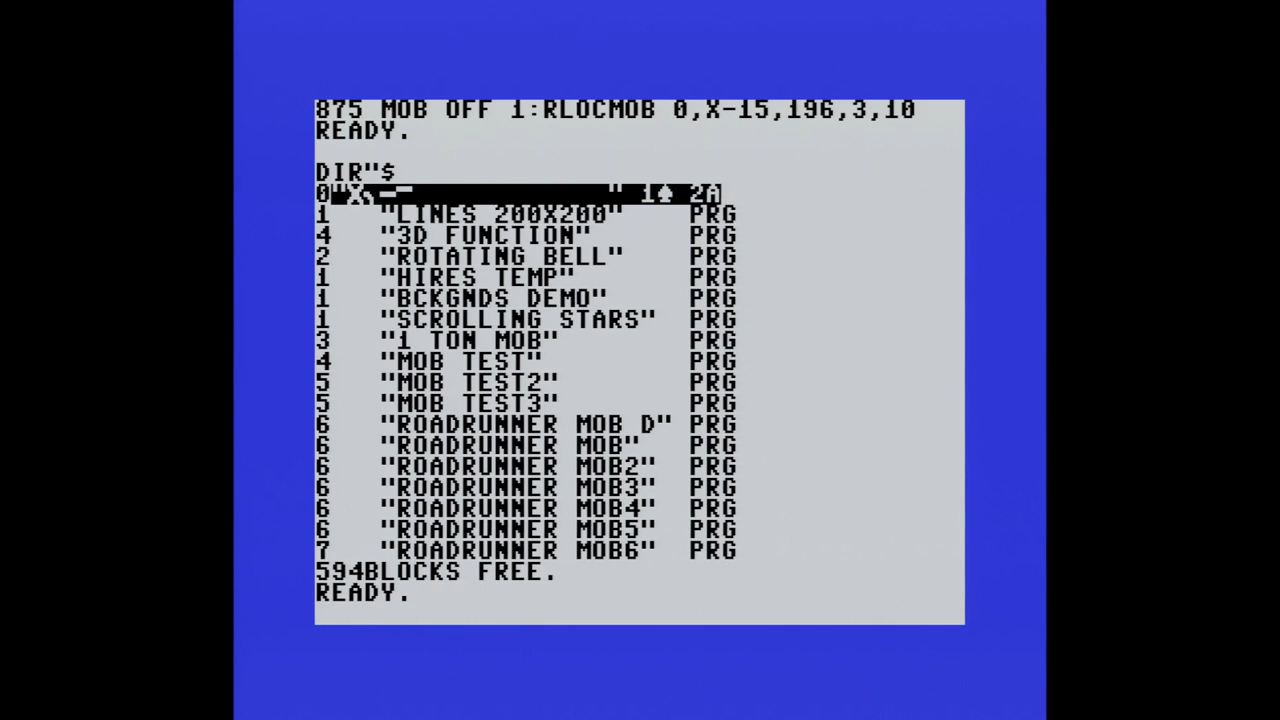 875 MOB OFF 1:RLOCMOB 0,X-15,196,3,10
READY.
DIR"$
0 "X " 1♠ 2A
1 "LINES 200X200" PRG
4 "3D FUNCTION" PRG
2 "ROTATING BELL" PRG
1 "HIRES TEMP" PRG
1 "BCKGNDS DEMO" PRG
1 "SCROLLING STARS" PRG
3 "1 TON MOB" PRG
4 "MOB TEST" PRG
5 "MOB TEST2" PRG
5 "MOB TEST3" PRG
6 "ROADRUNNER MOB D" PRG
6 "ROADRUNNER MOB" PRG
6 "ROADRUNNER MOB2" PRG
6 "ROADRUNNER MOB3" PRG
6 "ROADRUNNER MOB4" PRG
6 "ROADRUNNER MOB5" PRG
7 "ROADRUNNER MOB6" PRG
594BLOCKS FREE.
READY.